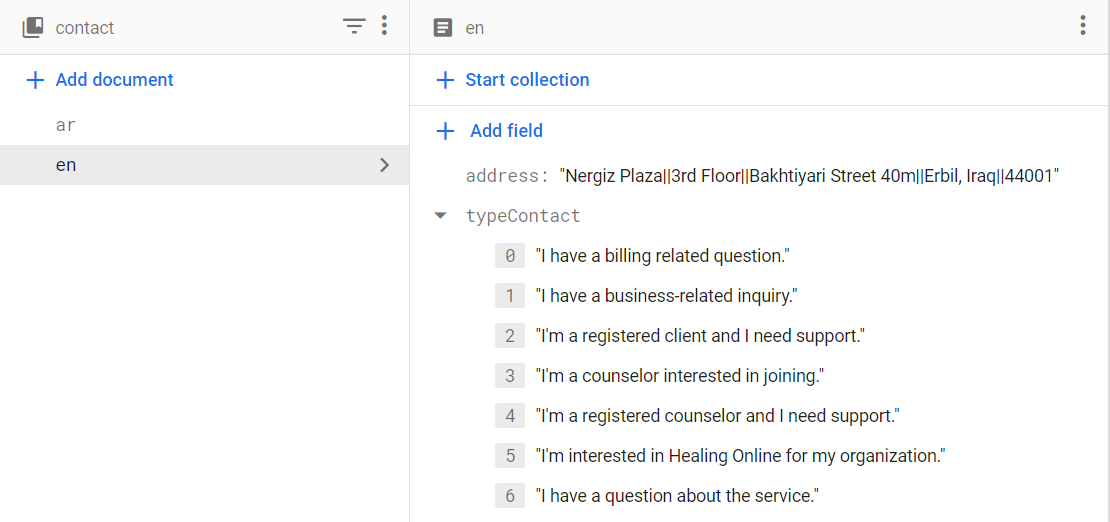 contact
Add document
ar
en
en
Start collection
Add field
address: "Nergiz Plaza||3rd Floor||Bakhtiyari Street 40m||Erbil, Iraq||44001"
typeContact
0 "I have a billing related question."
1 "I have a business-related inquiry."
2 "I'm a registered client and I need support."
3 "I'm a counselor interested in joining."
4 "I'm a registered counselor and I need support."
5 "I'm interested in Healing Online for my organization."
6 "I have a question about the service."